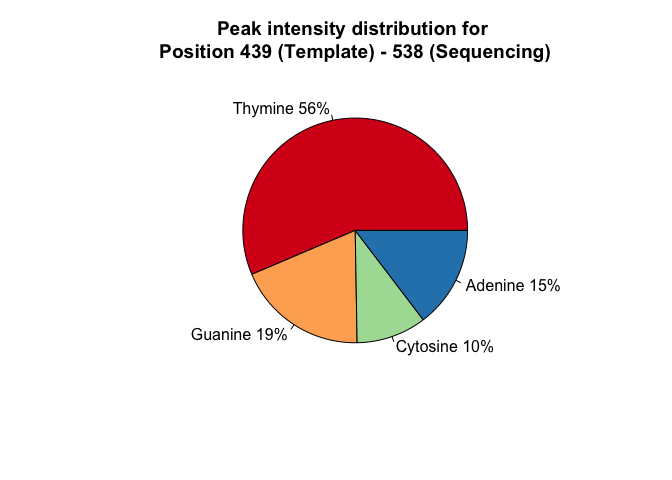 Peak intensity distribution for
Position 439 (Template) - 538 (Sequencing)
Thymine 56%
Adenine 15%
Guanine 19%
Cytosine 10%